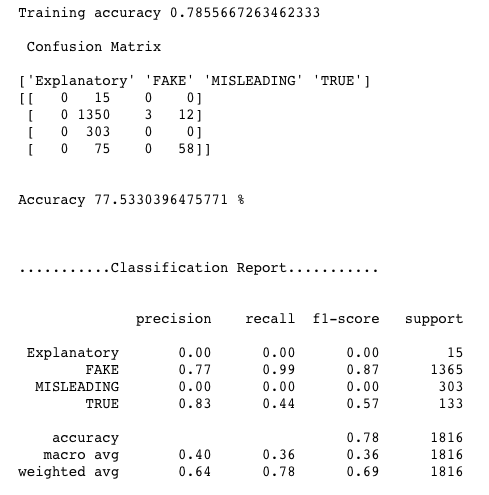 Training accuracy 0.7855667263462333
Confusion Matrix
['Explanatory' 'FAKE' 'MISLEADING' 'TRUE']
[[   0   15    0    0]
 [   0 1350    3   12]
 [   0  303    0    0]
 [   0   75    0   58]]
Accuracy 77.5330396475771 %
...........Classification Report...........
precision recall f1-score support
Explanatory 0.00 0.00 0.00 15
FAKE 0.77 0.99 0.87 1365
MISLEADING 0.00 0.00 0.00 303
TRUE 0.83 0.44 0.57 133
accuracy 0.78 1816
macro avg 0.40 0.36 0.36 1816
weighted avg 0.64 0.78 0.69 1816